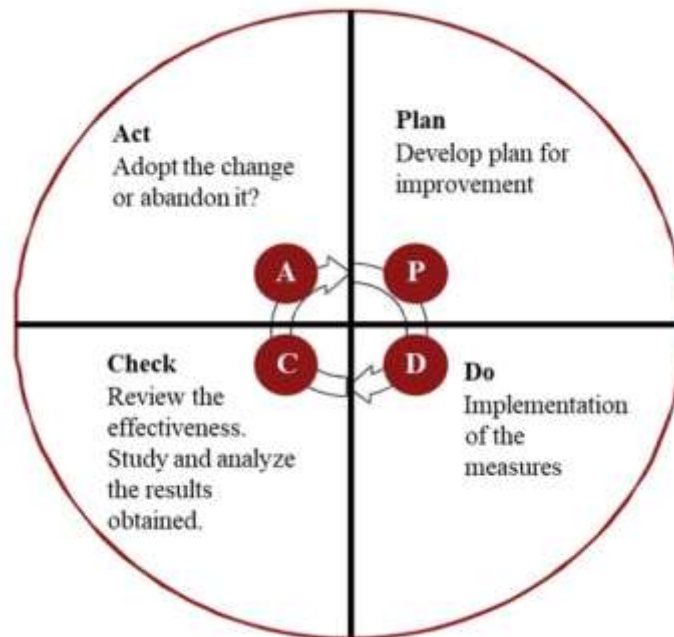 Act
Adopt the change
or abandon it?
Plan
Develop plan for
improvement
A
P
C
D
Check
Review the
effectiveness.
Study and analyze
the results
obtained.
Do
Implementation
of the
measures